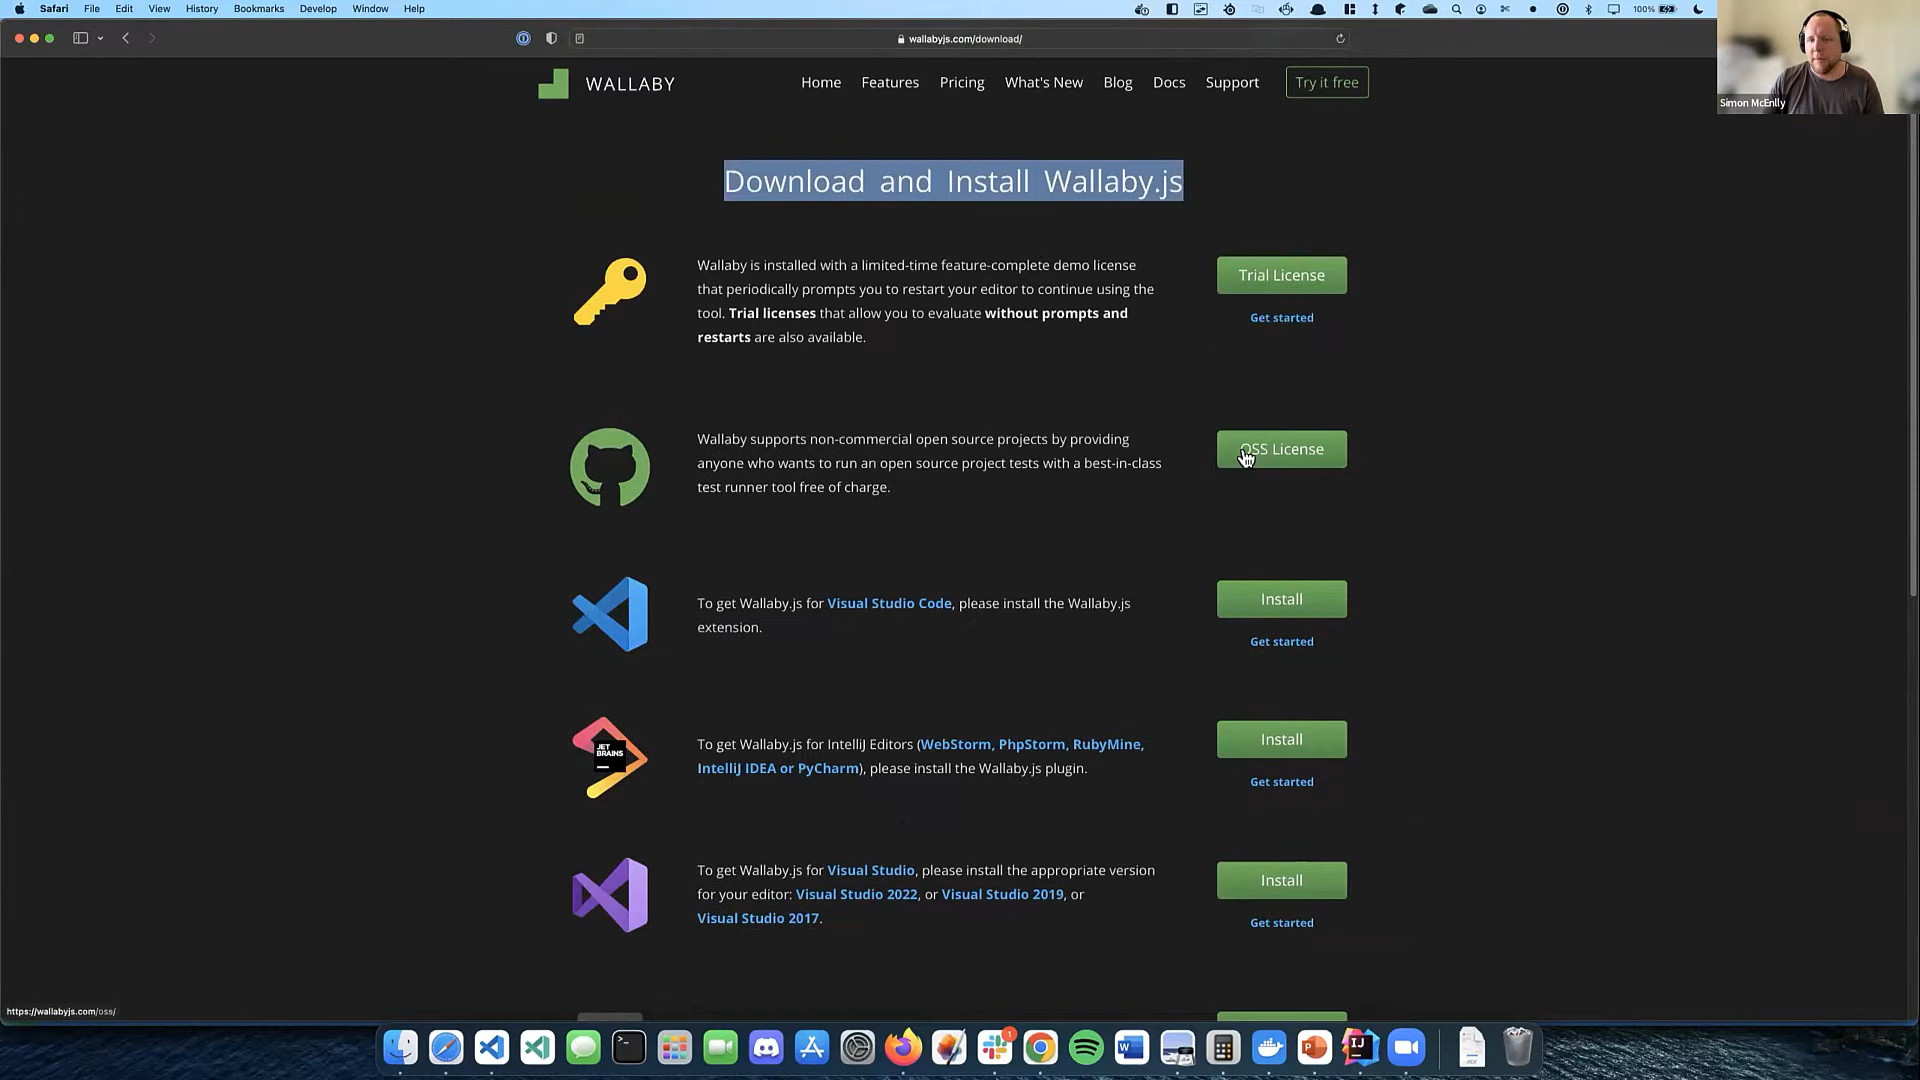 Safari File Edit View History Bookmarks Develop Window Help
100%
wallabyjs.com/download/
Simon McEnlly
WALLABY
Home Features Pricing What's New Blog Docs Support Try it free
Download and Install Wallaby.js
Wallaby is installed with a limited-time feature-complete demo license
that periodically prompts you to restart your editor to continue using the
tool. Trial licenses that allow you to evaluate without prompts and
restarts are also available.
Trial License
Get started
Wallaby supports non-commercial open source projects by providing
anyone who wants to run an open source project tests with a best-in-class
test runner tool free of charge.
OSS License
To get Wallaby.js for Visual Studio Code, please install the Wallaby.js
extension.
Install
Get started
JET
BRAINS
To get Wallaby.js for IntelliJ Editors (WebStorm, PhpStorm, RubyMine,
IntelliJ IDEA or PyCharm), please install the Wallaby.js plugin.
Install
Get started
To get Wallaby.js for Visual Studio, please install the appropriate version
for your editor: Visual Studio 2022, or Visual Studio 2019, or
Visual Studio 2017.
Install
Get started
https://wallabyjs.com/oss/
1
W
P
IJ
PDF